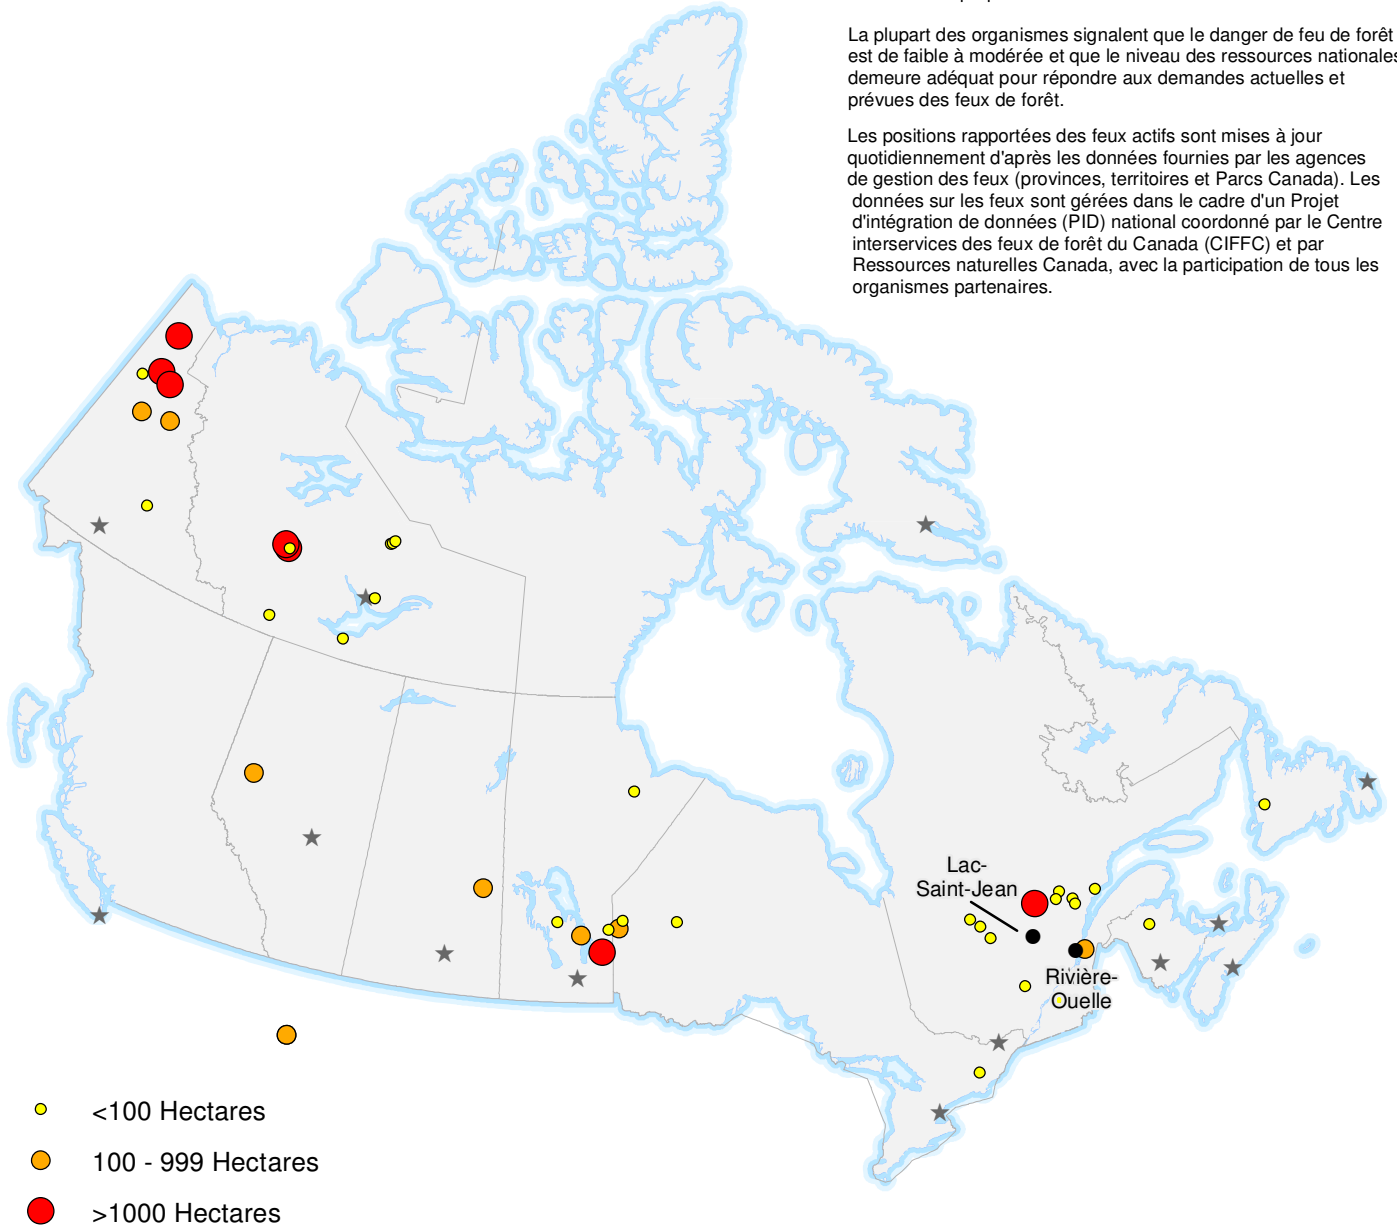 La plupart des organismes signalent que le danger de feu de forêt
est de faible à modérée et que le niveau des ressources nationales
demeure adéquat pour répondre aux demandes actuelles et
prévues des feux de forêt.
Les positions rapportées des feux actifs sont mises à jour
quotidiennement d'après les données fournies par les agences
de gestion des feux (provinces, territoires et Parcs Canada). Les
données sur les feux sont gérées dans le cadre d'un Projet
d'intégration de données (PID) national coordonné par le Centre
interservices des feux de forêt du Canada (CIFFC) et par
Ressources naturelles Canada, avec la participation de tous les
organismes partenaires.
Lac-
Saint-Jean
Rivière-
Ouelle
<100 Hectares
100 - 999 Hectares
>1000 Hectares